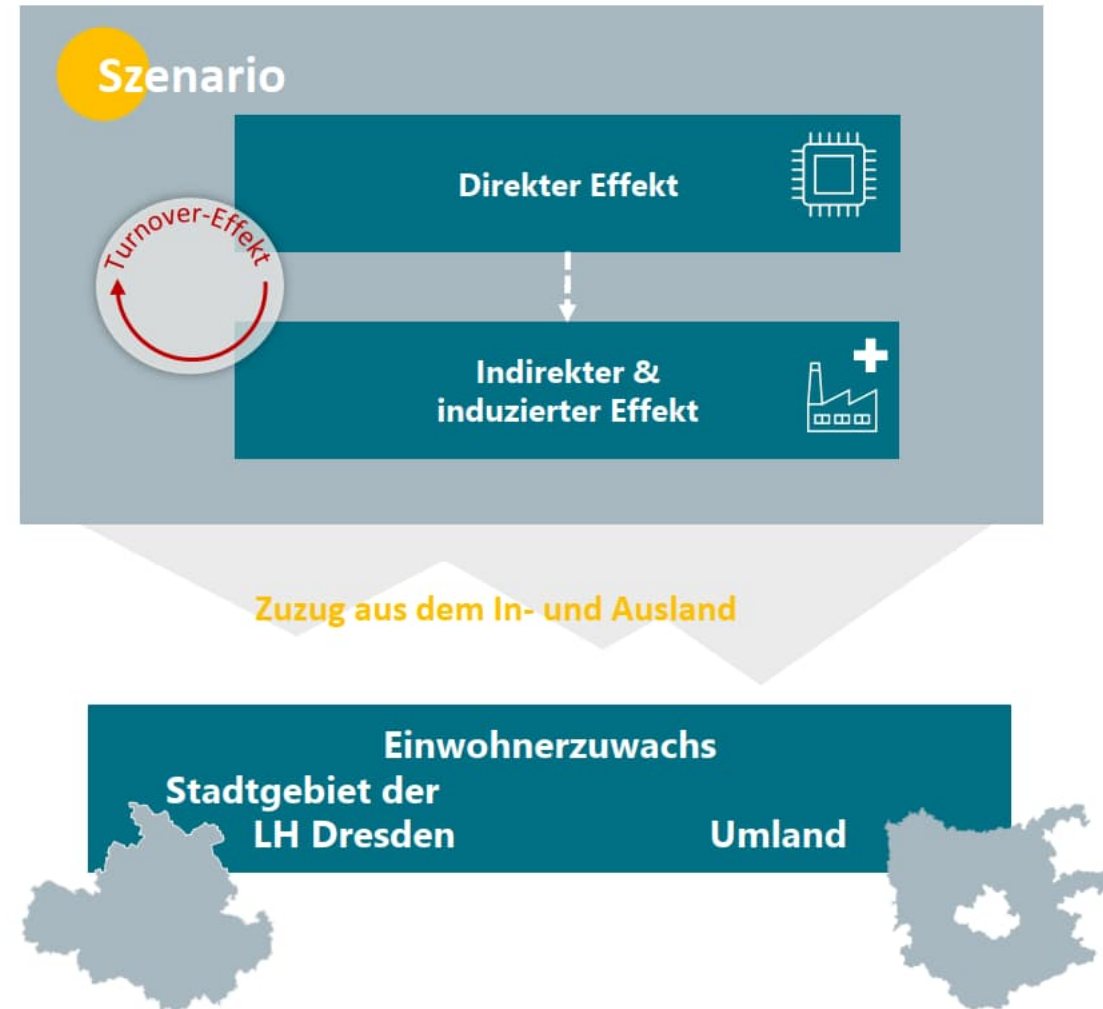 Szenario
Direkter Effekt
Turnover-Effekt
Indirekter &
induzierter Effekt
Zuzug aus dem In- und Ausland
Einwohnerzuwachs
Stadtgebiet der
LH Dresden
Umland